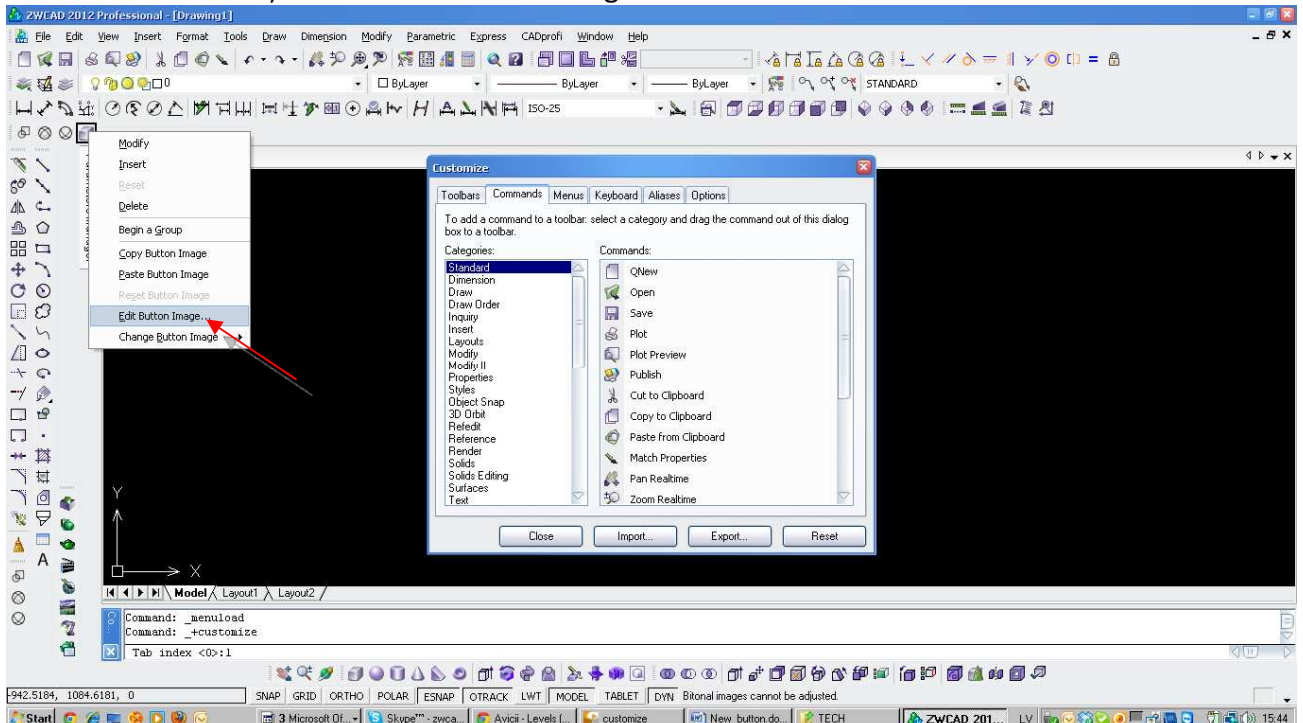 ZWCAD 2012 Professional - [Drawing1]
File Edit View Insert Format Tools Draw Dimension Modify Parametric Express CADprofi Window Help
0 ByLayer ByLayer ByLayer STANDARD
ISO-25
Modify
Insert
Reset
Delete
Begin a Group
Copy Button Image
Paste Button Image
Reset Button Image
Edit Button Image...
Change Button Image
Customize
Toolbars Commands Menus Keyboard Aliases Options
To add a command to a toolbar: select a category and drag the command out of this dialog
box to a toolbar.
Categories:
Standard
Dimension
Draw
Draw Order
Inquiry
Insert
Layouts
Modify
Modify II
Properties
Styles
Object Snap
3D Orbit
Refedit
Reference
Render
Solids
Solids Editing
Surfaces
Text
Commands:
QNew
Open
Save
Plot
Plot Preview
Publish
Cut to Clipboard
Copy to Clipboard
Paste from Clipboard
Match Properties
Pan Realtime
Zoom Realtime
Close Import... Export... Reset
Y
X
Model Layout1 Layout2
Command: _menuload
Command: _+customize
Tab index <0>:1
-942.5184, 1084.6181, 0 SNAP GRID ORTHO POLAR ESNAP OTRACK LWT MODEL TABLET DYN Bitonal images cannot be adjusted.
Start 3 Microsoft Of... Skype™ - zwca... Avicii - Levels (... customize New button.do... TECH ZWCAD 201... LV 15:44